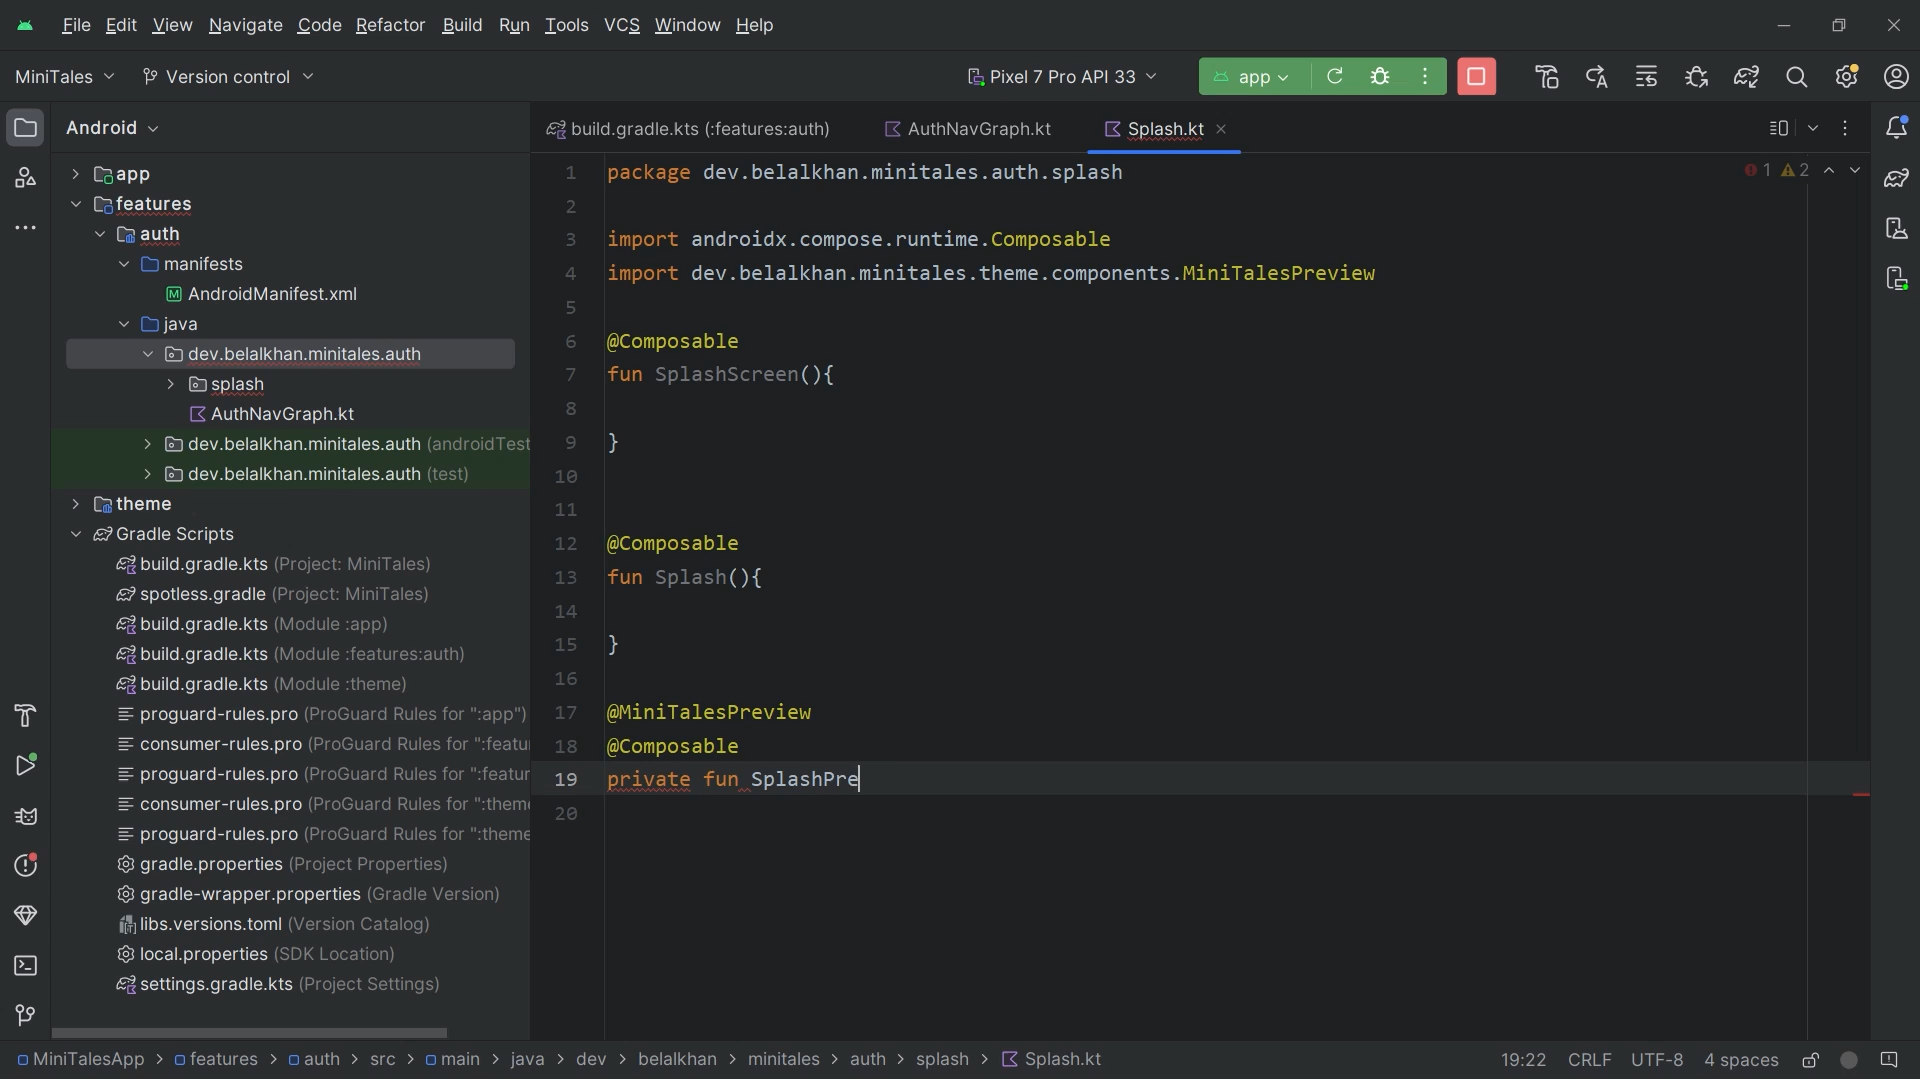 File Edit View Navigate Code Refactor Build Run Tools VCS Window Help
MiniTales Version control Pixel 7 Pro API 33 app
Android
build.gradle.kts (:features:auth) AuthNavGraph.kt Splash.kt
app
features
auth
manifests
AndroidManifest.xml
java
dev.belalkhan.minitales.auth
splash
AuthNavGraph.kt
dev.belalkhan.minitales.auth (androidTest
dev.belalkhan.minitales.auth (test)
theme
Gradle Scripts
build.gradle.kts (Project: MiniTales)
spotless.gradle (Project: MiniTales)
build.gradle.kts (Module :app)
build.gradle.kts (Module :features:auth)
build.gradle.kts (Module :theme)
proguard-rules.pro (ProGuard Rules for ":app")
consumer-rules.pro (ProGuard Rules for ":featu
proguard-rules.pro (ProGuard Rules for ":featur
consumer-rules.pro (ProGuard Rules for ":theme
proguard-rules.pro (ProGuard Rules for ":theme
gradle.properties (Project Properties)
gradle-wrapper.properties (Gradle Version)
libs.versions.toml (Version Catalog)
local.properties (SDK Location)
settings.gradle.kts (Project Settings)
1 package dev.belalkhan.minitales.auth.splash
1 2
2
3 import androidx.compose.runtime.Composable
4 import dev.belalkhan.minitales.theme.components.MiniTalesPreview
5
6 @Composable
7 fun SplashScreen(){
8
9 }
10
11
12 @Composable
13 fun Splash(){
14
15 }
16
17 @MiniTalesPreview
18 @Composable
19 private fun SplashPre
20
MiniTalesApp > features > auth > src > main > java > dev > belalkhan > minitales > auth > splash > Splash.kt
19:22 CRLF UTF-8 4 spaces